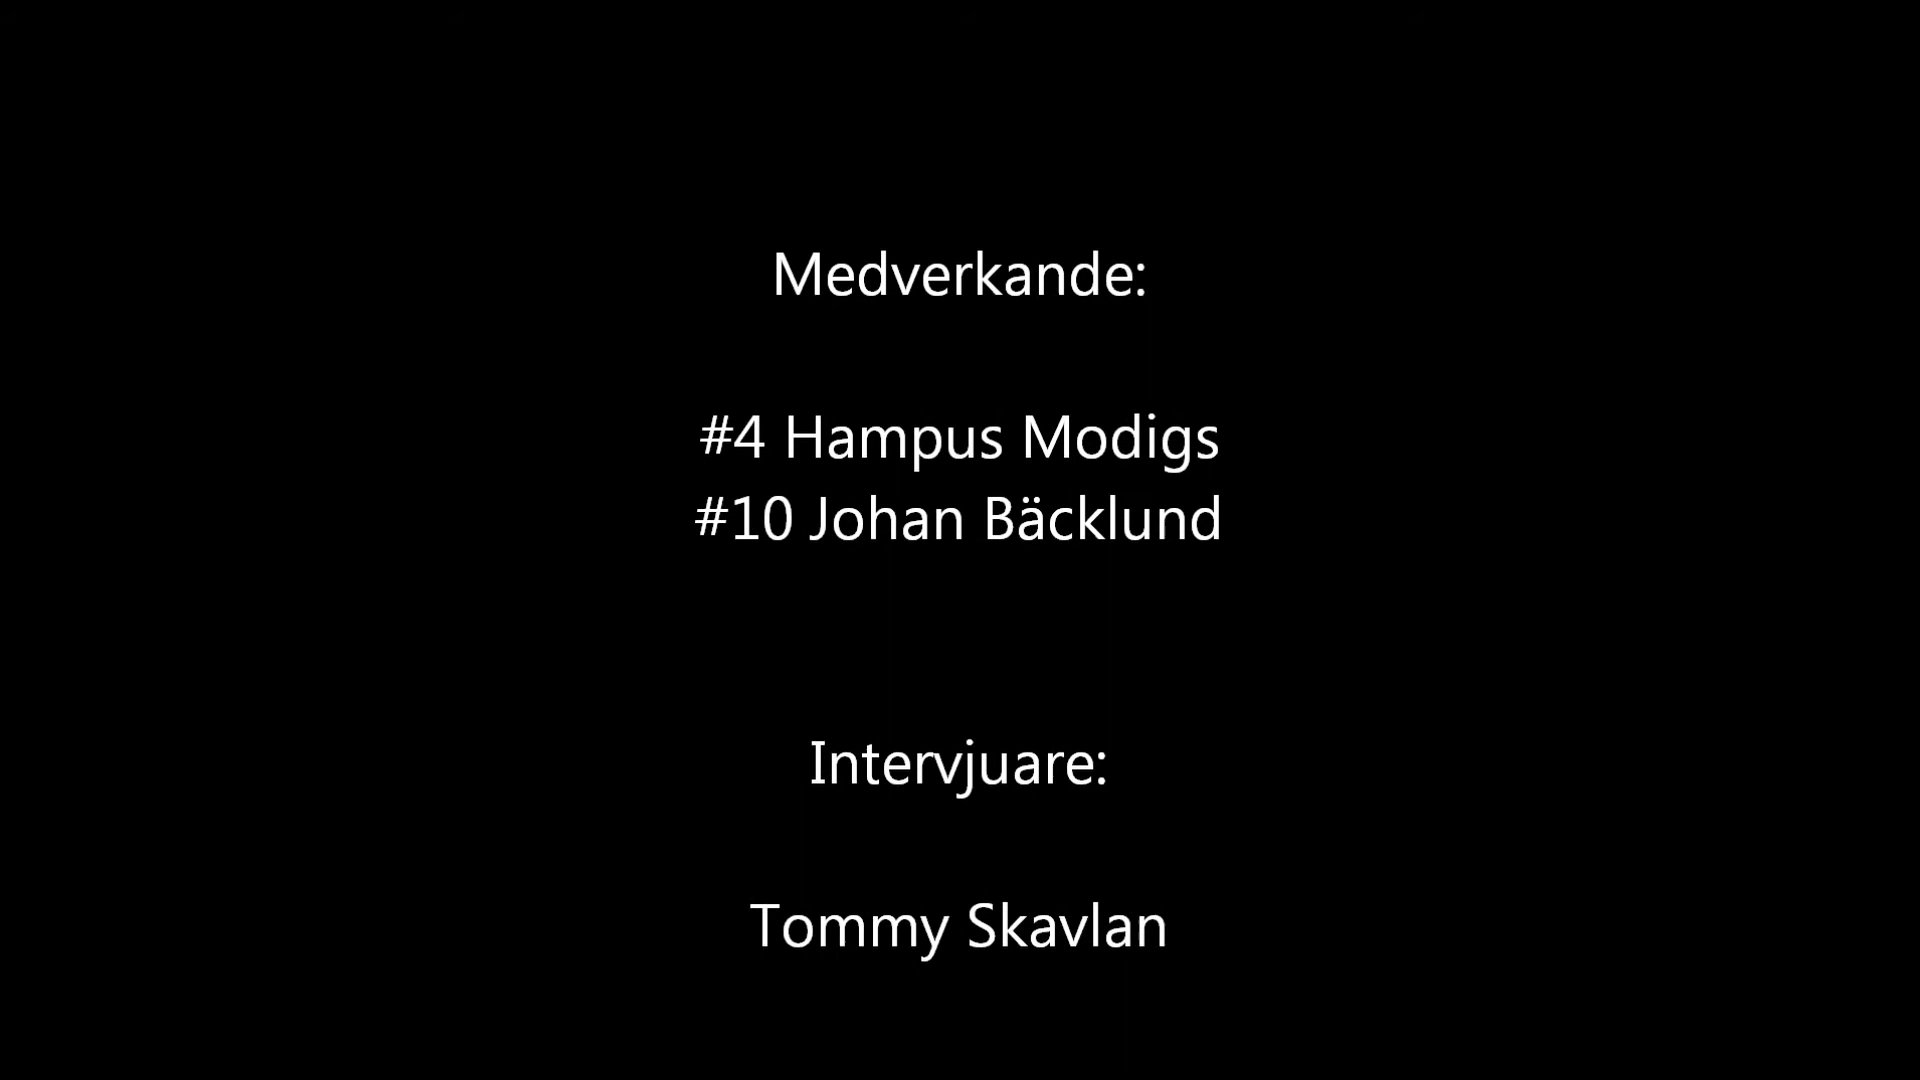 Medverkande:
#4 Hampus Modigs
#10 Johan Bäcklund
Intervjuare:
Tommy Skavlan